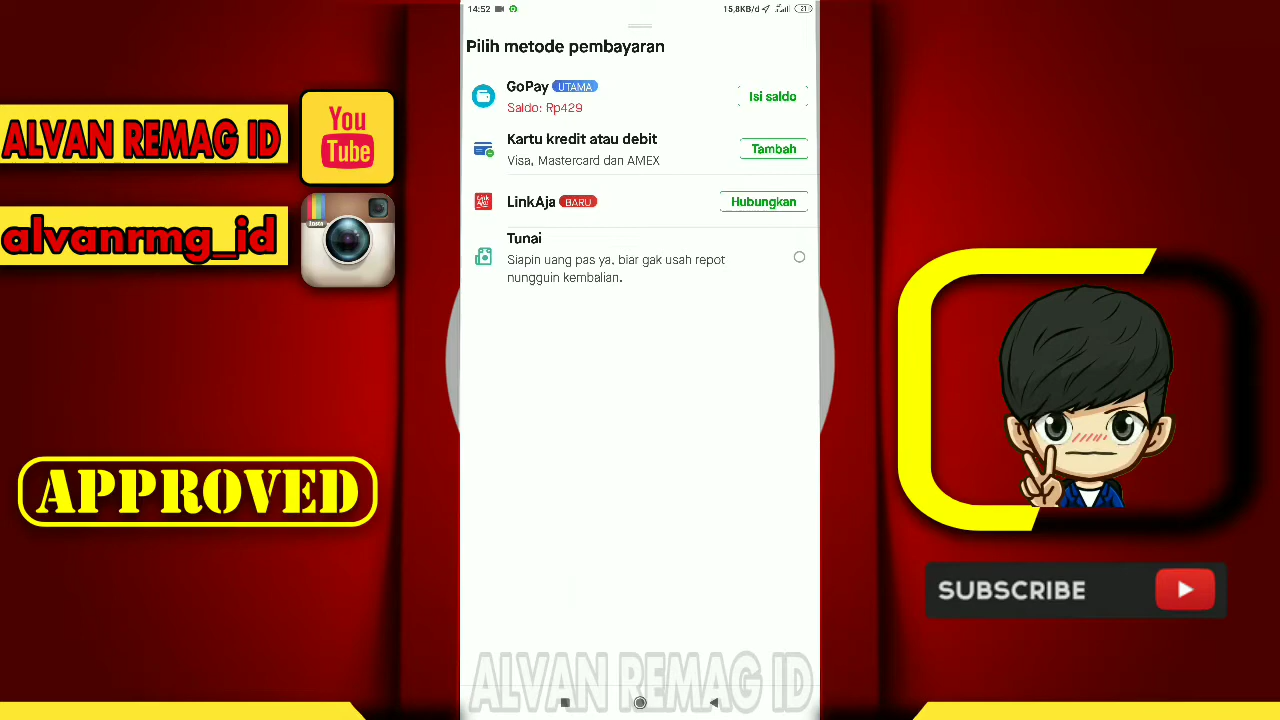 14:52
15,8KB/d
21
Pilih metode pembayaran
GoPay UTAMA
Saldo: Rp429
Isi saldo
Kartu kredit atau debit
Visa, Mastercard dan AMEX
Tambah
LinkAja BARU
Hubungkan
Tunai
Siapin uang pas ya, biar gak usah repot
nungguin kembalian.
ALVAN REMAG ID
You
Tube
alvanrmg_id
Insta
APPROVED
SUBSCRIBE
ALVAN REMAG ID